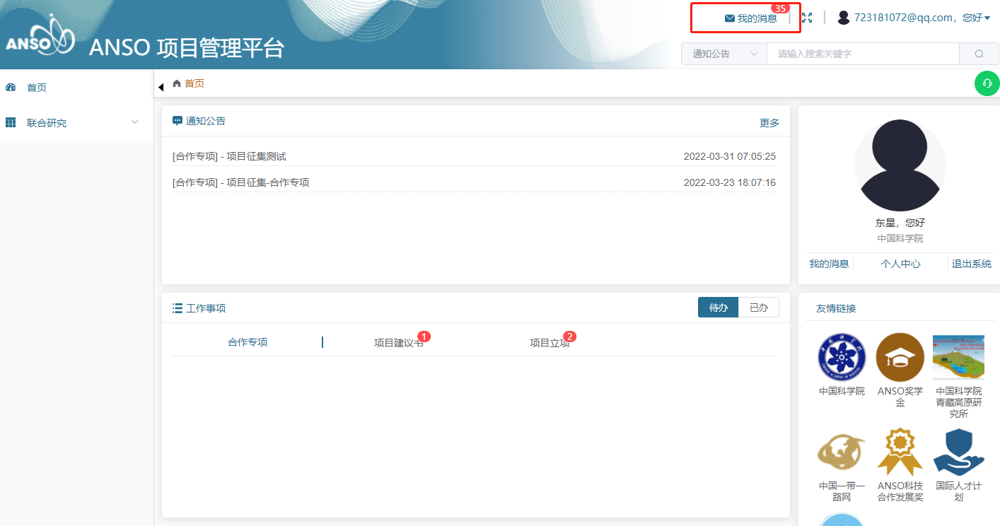 我的消息
35
723181072@qq.com，您好
ANSO
ANSO 项目管理平台
通知公告
请输入搜索关键字
首页
联合研究
首页
通知公告
更多
[合作专项] - 项目征集测试
2022-03-31 07:05:25
[合作专项] - 项目征集-合作专项
2022-03-23 18:07:16
东星，您好
中国科学院
我的消息
个人中心
退出系统
工作事项
待办
已办
合作专项
项目建议书
1
项目立项
2
友情链接
中国科学院
ANSO奖学
金
中国科学院
青藏高原研
究所
中国一带一
路网
ANSO科技
合作发展奖
国际人才计
划